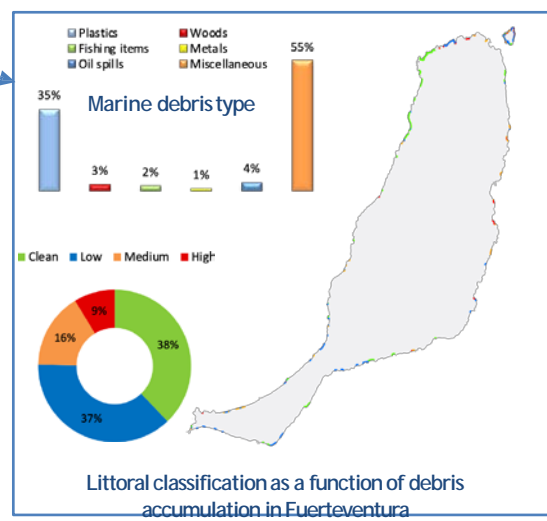 Plastics Woods
Fishing items Metals
Oil spills Miscellaneous
55%
35%
Marine debris type
3% 2% 1% 4%
Clean Low Medium High
9%
16% 38%
37%
Littoral classification as a function of debris
accumulation in Fuerteventura